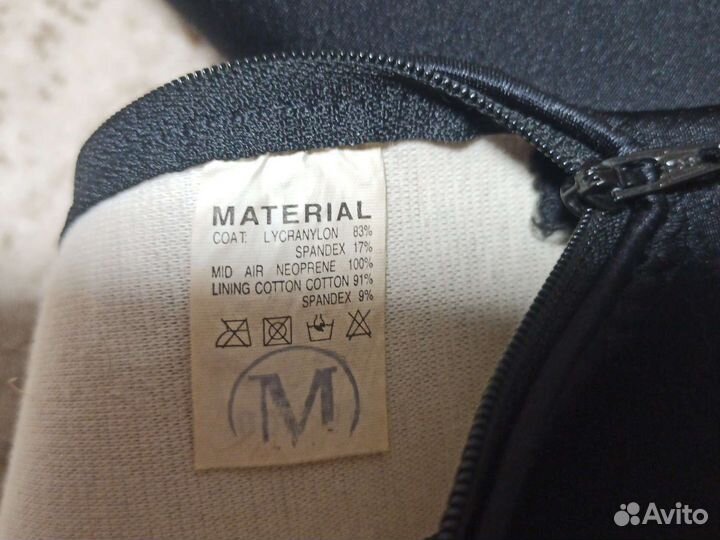 MATERIAL
COAT. LYCRANYLON 83%
SPANDEX 17%
MID AIR NEOPRENE 100%
LINING COTTON COTTON 91%
SPANDEX 9%
M
Avito